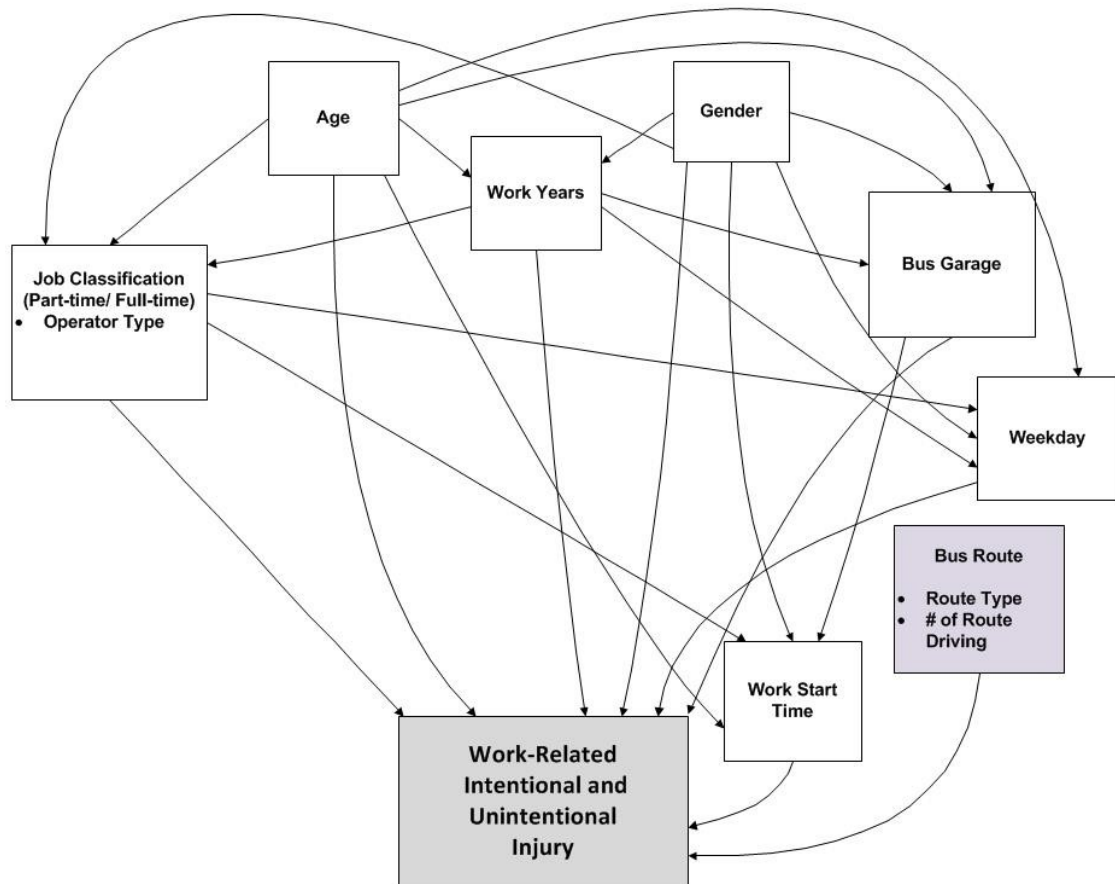 Age
Gender
Work Years
Bus Garage
Job Classification
(Part-time/ Full-time)
• Operator Type
Weekday
Bus Route
• Route Type
• # of Route
Driving
Work Start
Time
Work-Related
Intentional and
Unintentional
Injury